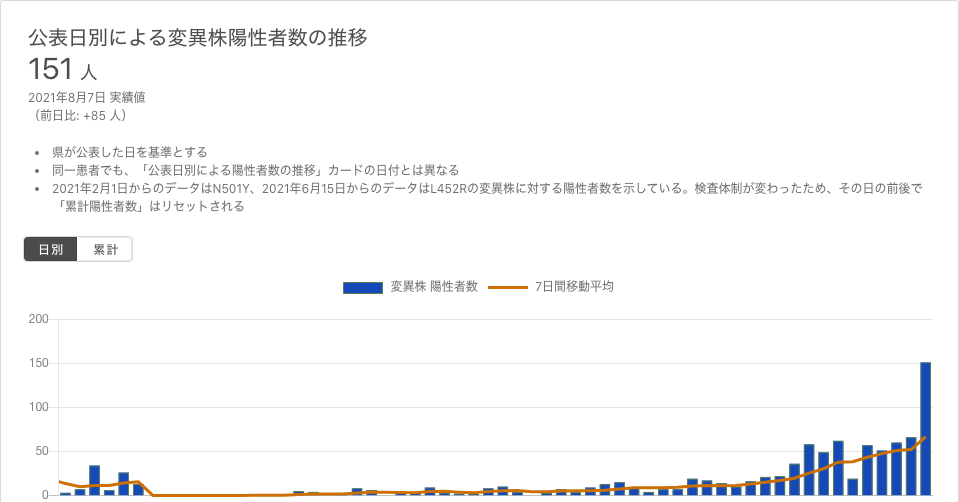 公表日別による変異株陽性者数の推移
151 人
2021年8月7日 実績値
（前日比: +85 人）
• 県が公表した日を基準とする
• 同一患者でも、「公表日別による陽性者数の推移」カードの日付とは異なる
• 2021年2月1日からのデータはN501Y、2021年6月15日からのデータはL452Rの変異株に対する陽性者数を示している。検査体制が変わったため、その日の前後で
「累計陽性者数」はリセットされる
日別 累計
変異株 陽性者数 7日間移動平均
200
150
100
50
0